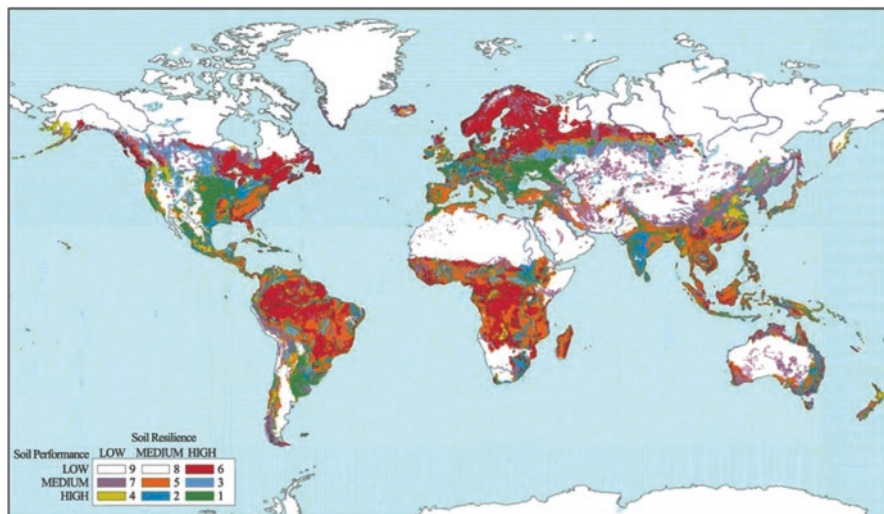 Soil Resilience
Soil Performance LOW MEDIUM HIGH
LOW 9 8 6
MEDIUM 7 5 3
HIGH 4 2 1